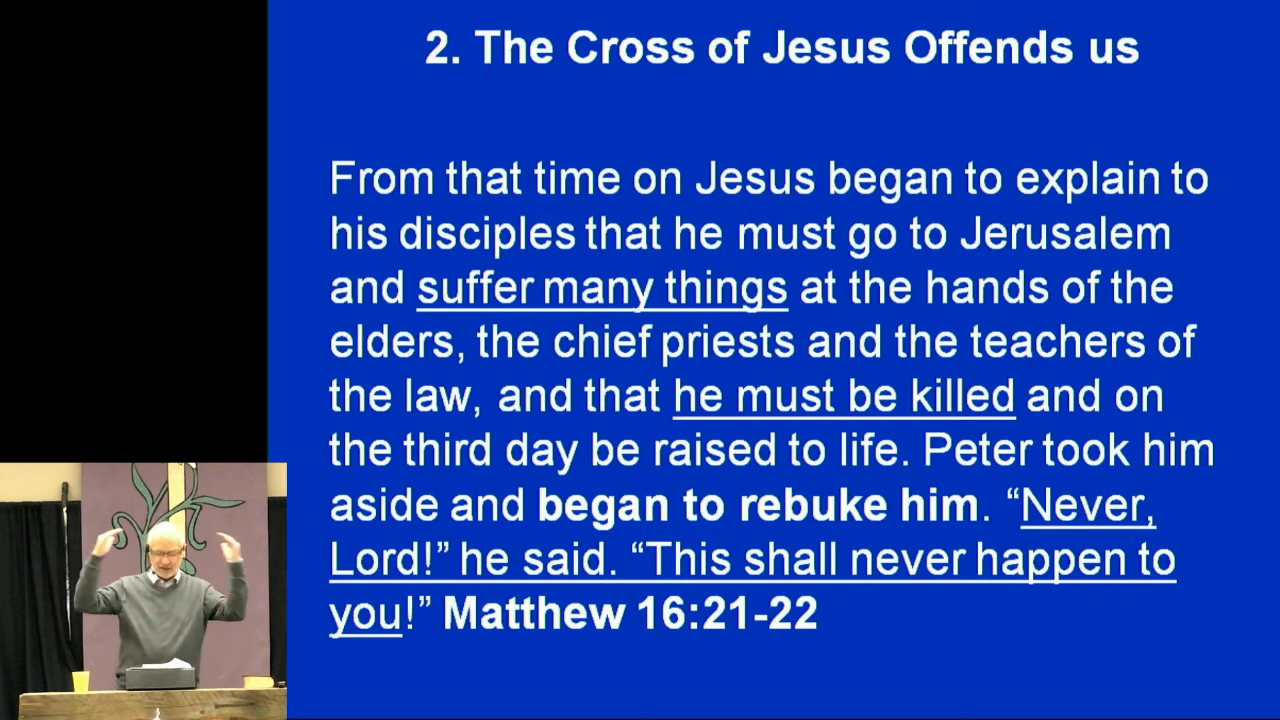 2. The Cross of Jesus Offends us
From that time on Jesus began to explain to
his disciples that he must go to Jerusalem
and suffer many things at the hands of the
elders, the chief priests and the teachers of
the law, and that he must be killed and on
the third day be raised to life. Peter took him
aside and began to rebuke him. “Never,
Lord!” he said. “This shall never happen to
you!” Matthew 16:21-22